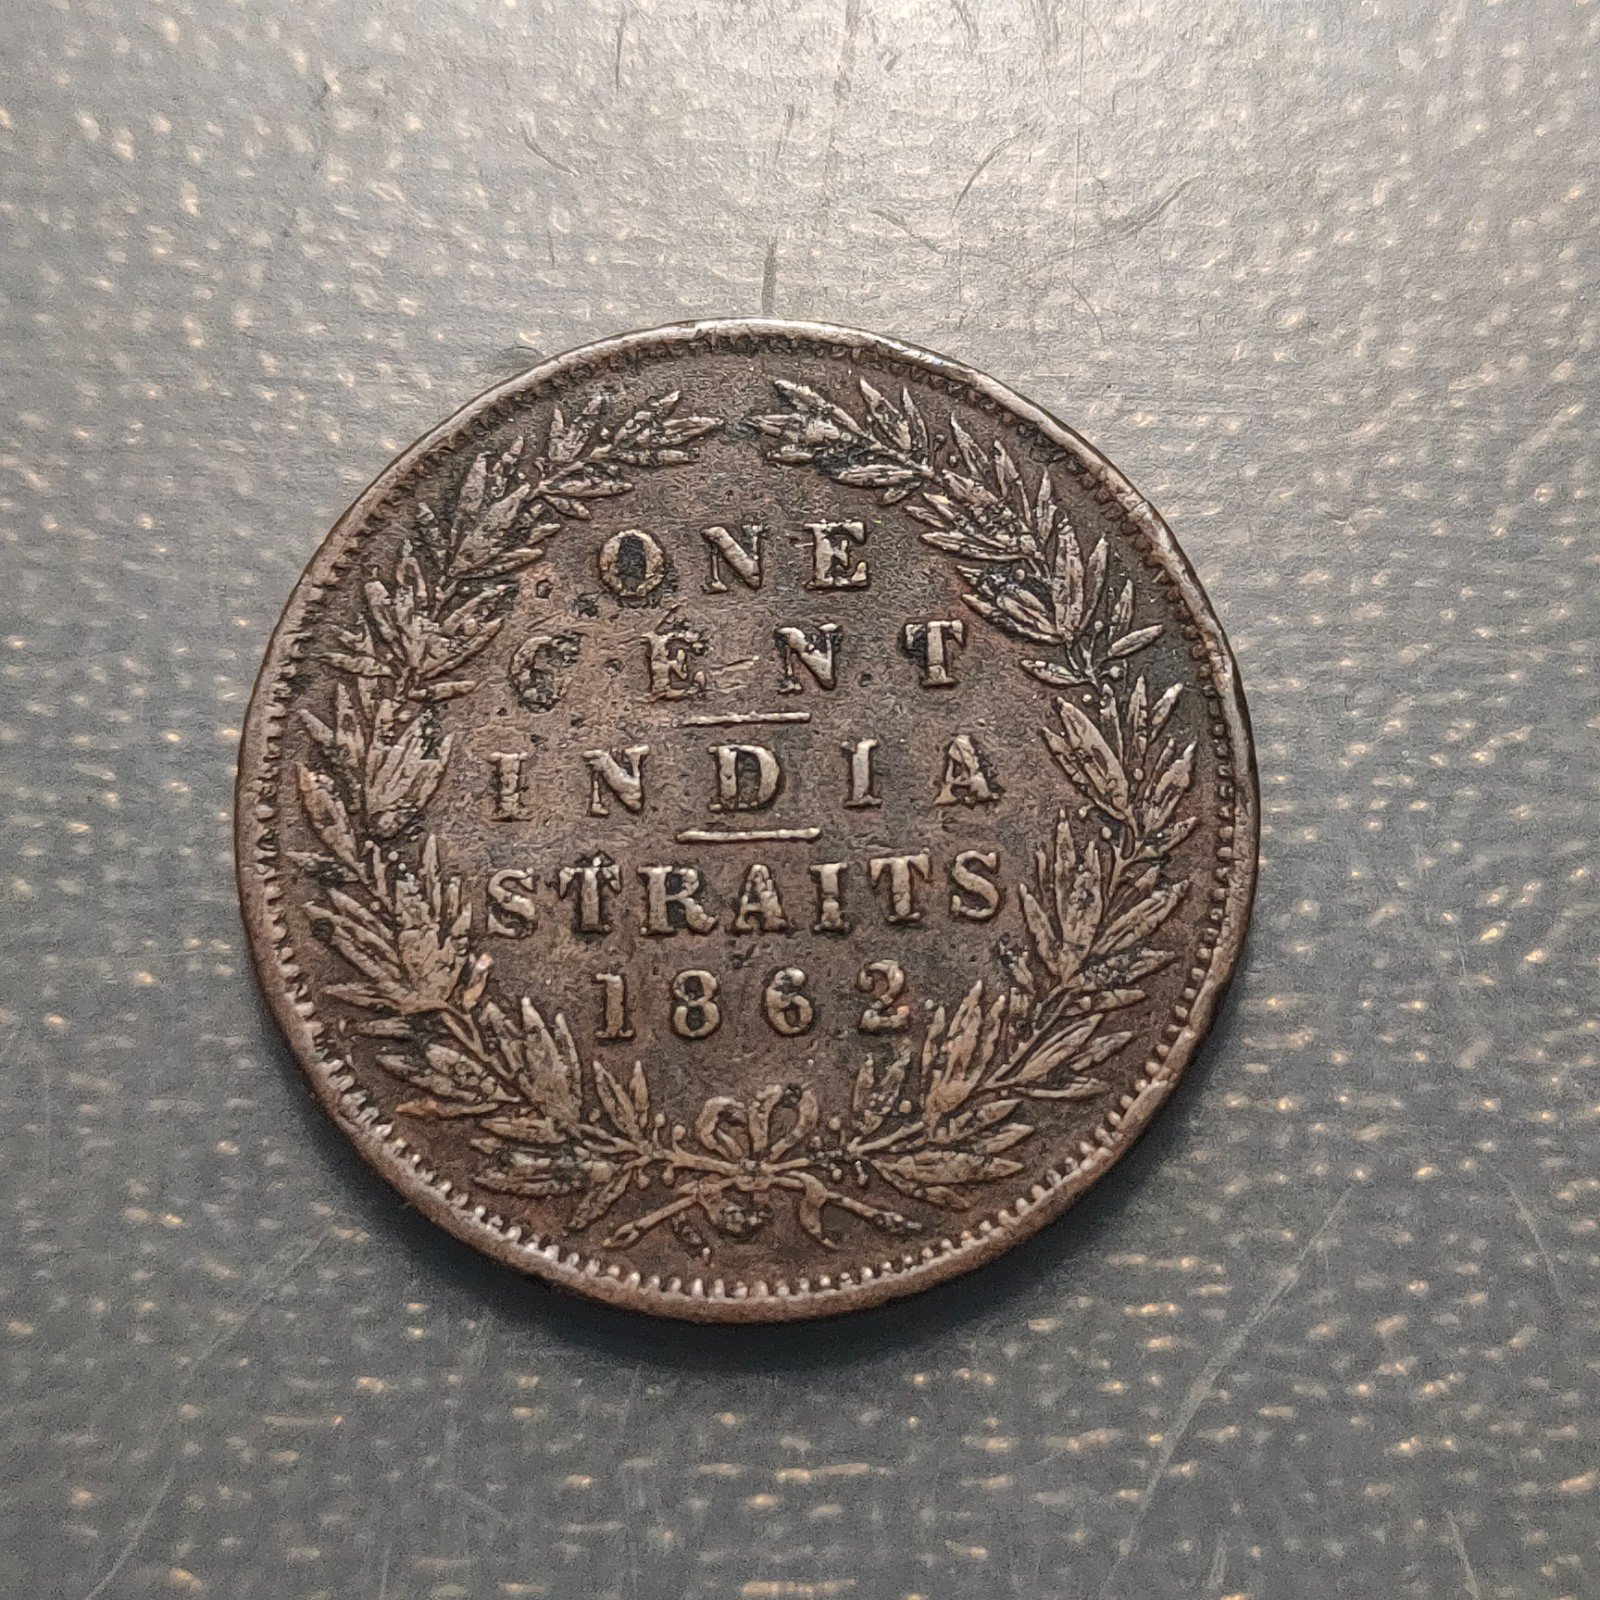 ONE
CENT
INDIA
STRAITS
1862